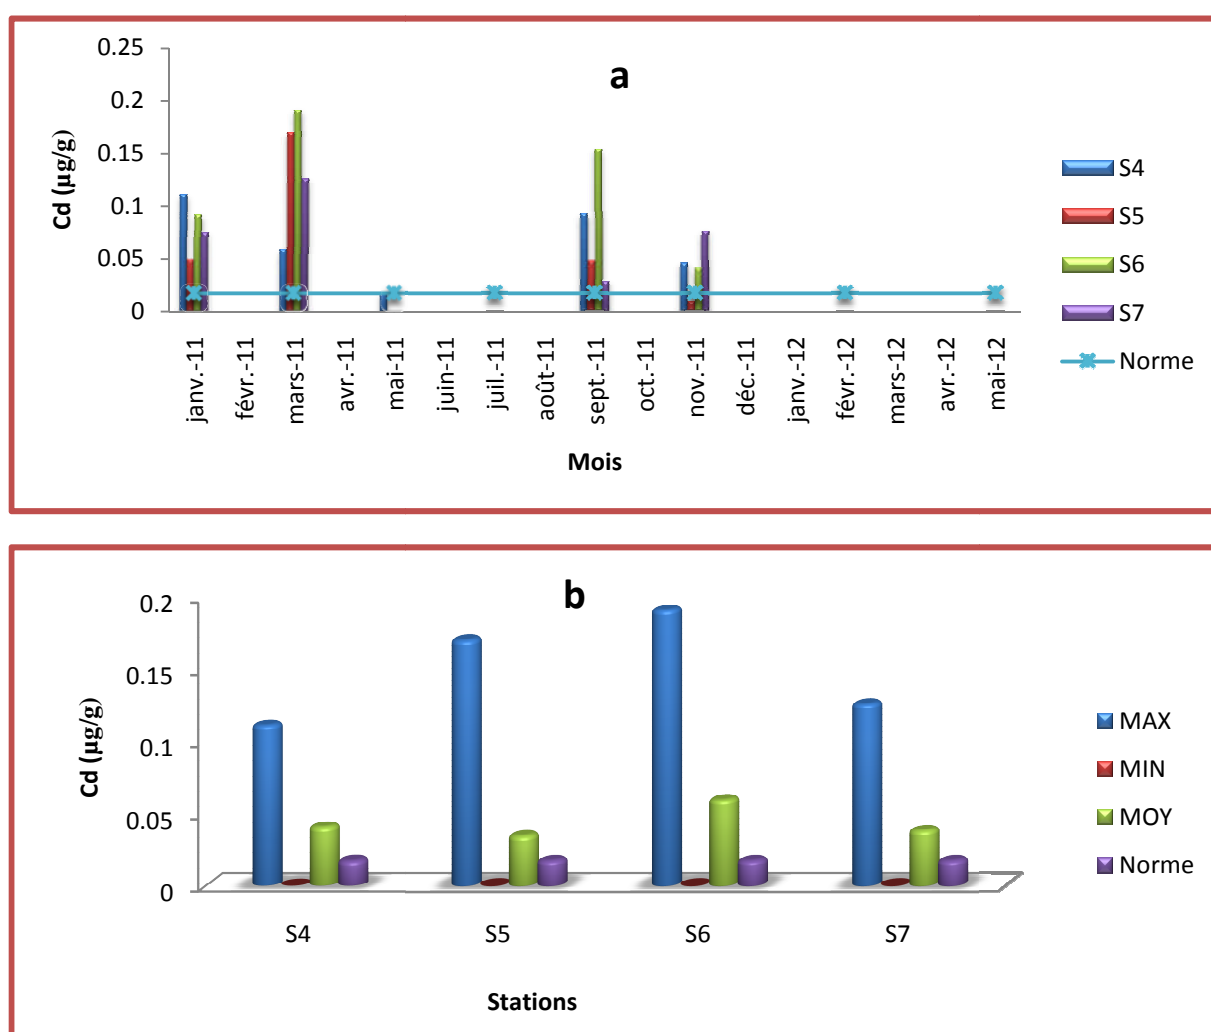 a
0.25
0.2
0.15
0.1
0.05
0
Cd (µg/g)
janv.-11
févr.-11
mars-11
avr.-11
mai-11
juin-11
juil.-11
août-11
sept.-11
oct.-11
nov.-11
déc.-11
janv.-12
févr.-12
mars-12
avr.-12
mai-12
Mois
S4
S5
S6
S7
Norme
b
0.2
0.15
0.1
0.05
0
Cd (µg/g)
S4
S5
S6
S7
Stations
MAX
MIN
MOY
Norme